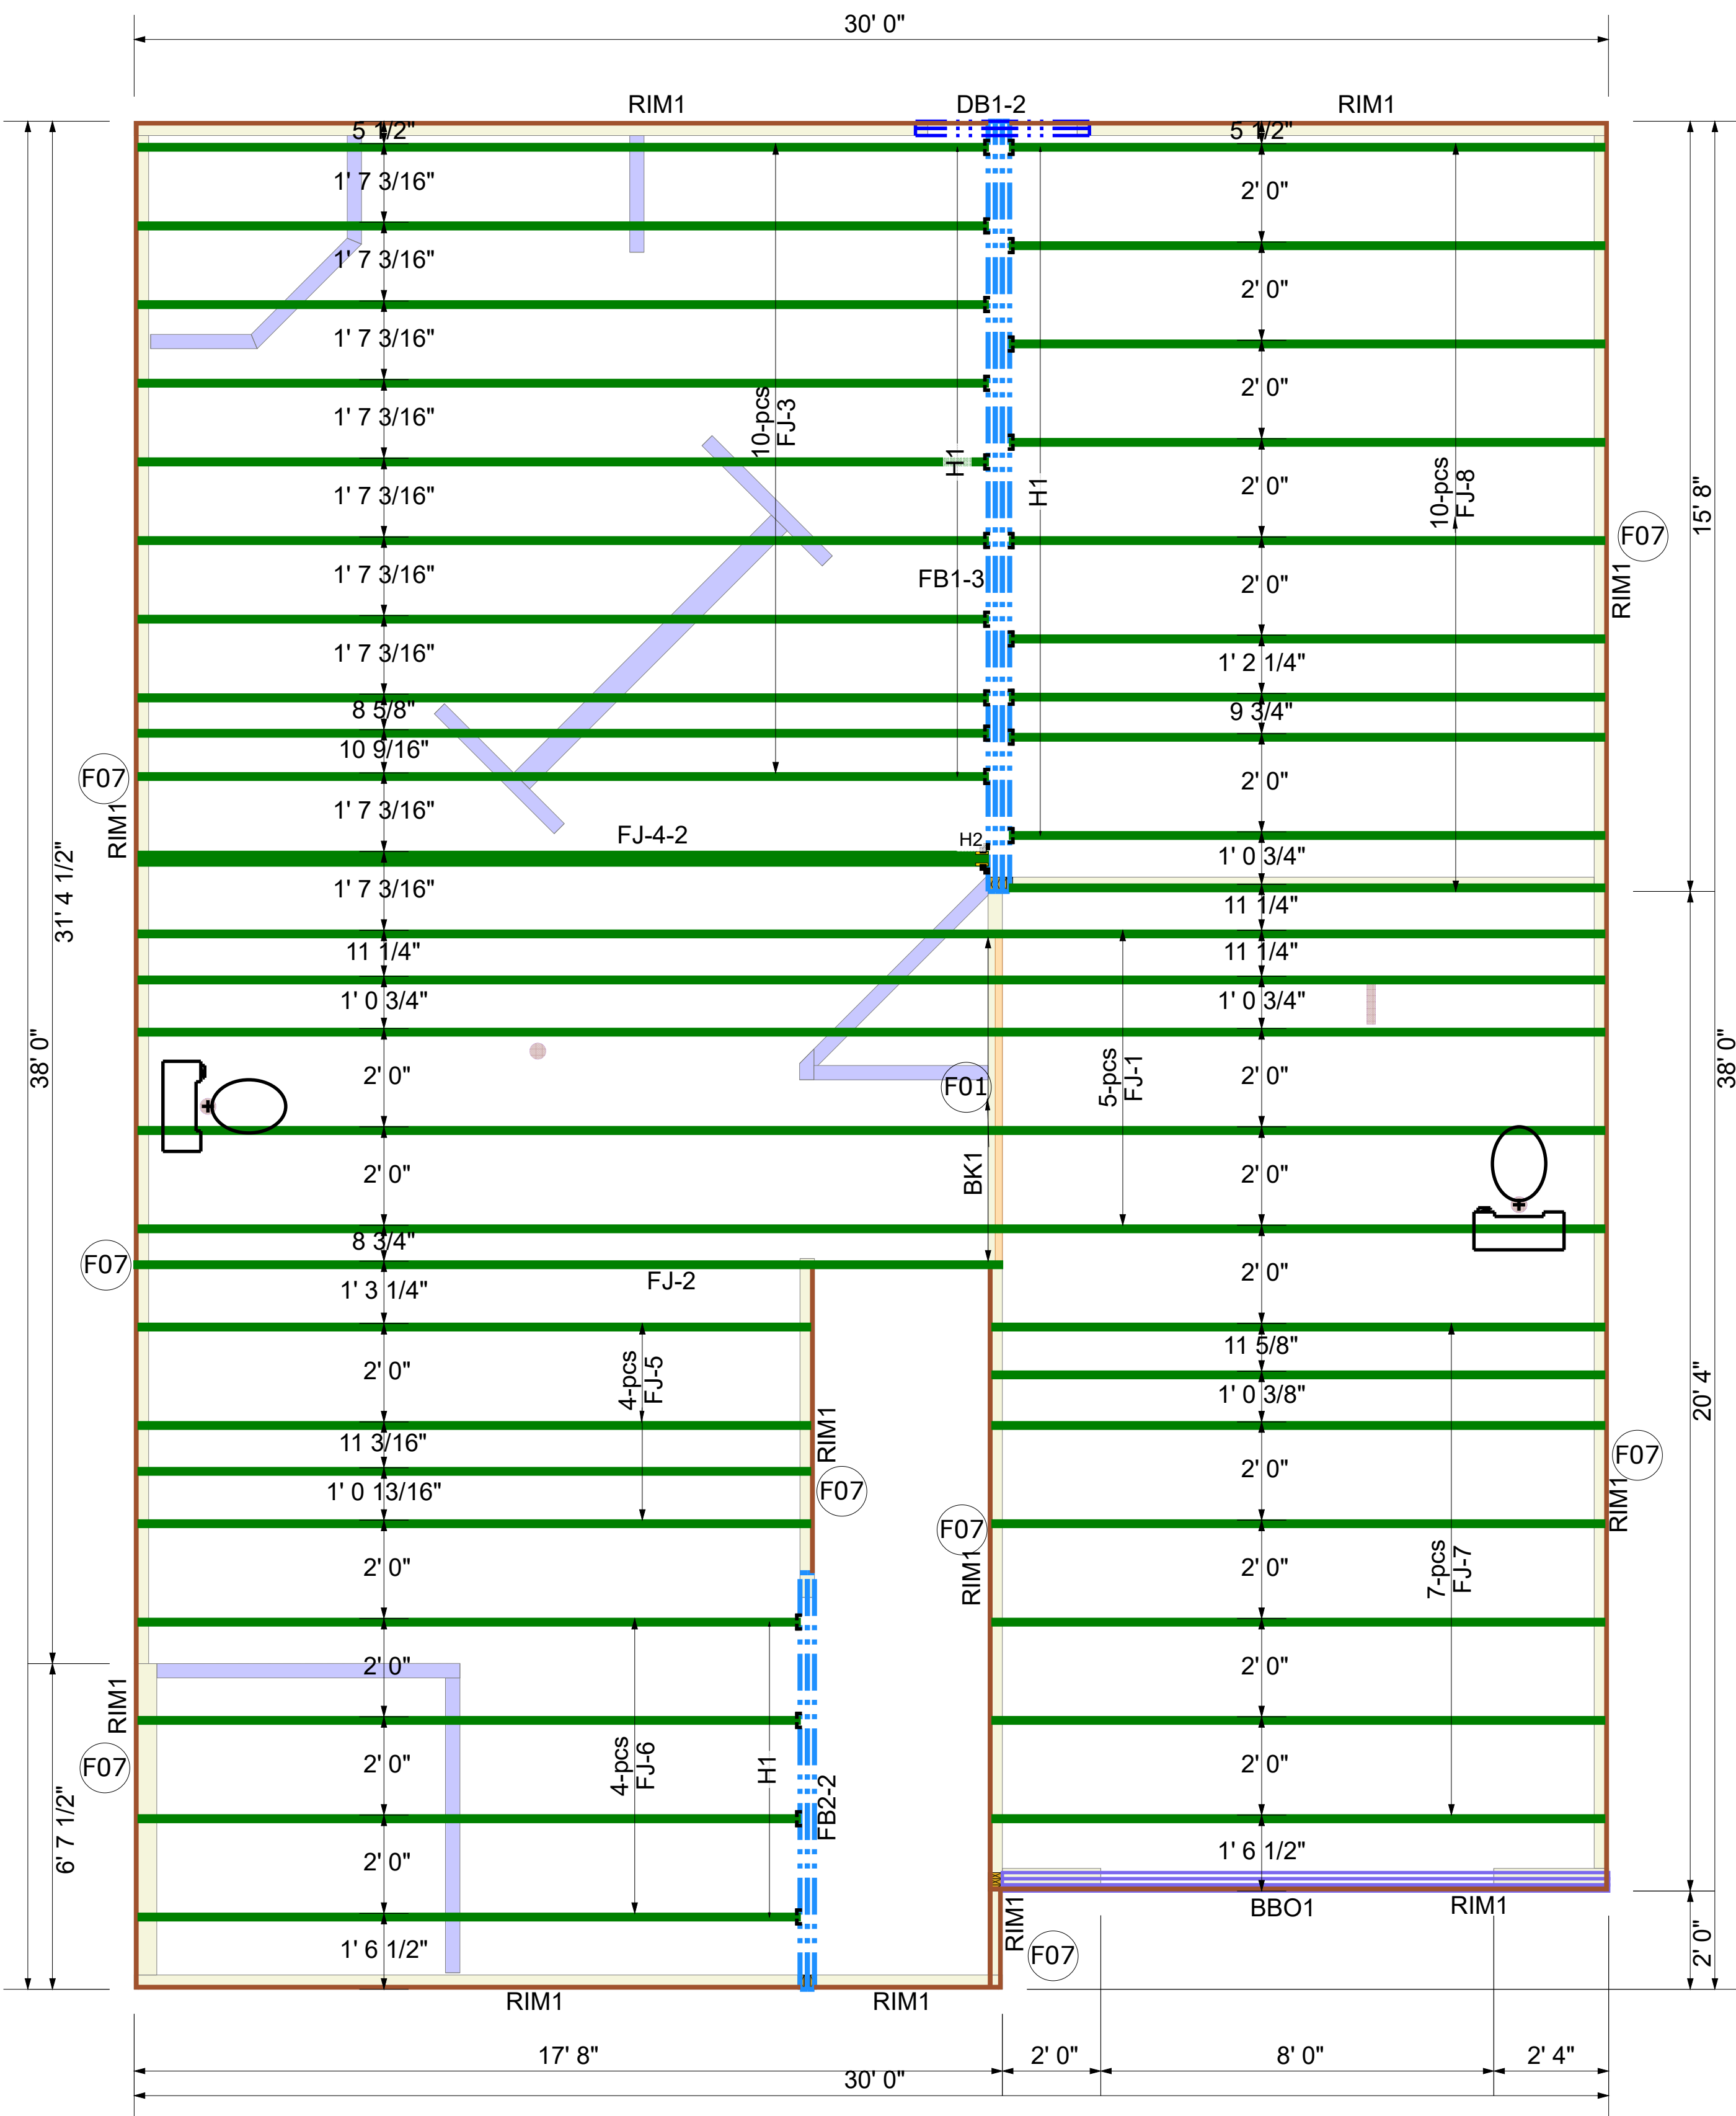 30' 0"
RIM1
DB1-2
RIM1
5 1/2"
5 1/2"
1' 7 3/16"
2' 0"
1' 7 3/16"
2' 0"
1' 7 3/16"
2' 0"
1' 7 3/16"
10-pcs
FJ-3
H1
H1
10-pcs
FJ-8
15' 8"
1' 7 3/16"
2' 0"
F07
1' 7 3/16"
FB1-3
2' 0"
RIM1
1' 7 3/16"
1' 2 1/4"
8 5/8"
9 3/4"
10 9/16"
F07
2' 0"
1' 7 3/16"
RIM1
FJ-4-2
H2
1' 0 3/4"
31' 4 1/2"
1' 7 3/16"
11 1/4"
11 1/4"
11 1/4"
1' 0 3/4"
1' 0 3/4"
38' 0"
2' 0"
F01
5-pcs
FJ-1
2' 0"
38' 0"
2' 0"
BK1
2' 0"
8 3/4"
F07
FJ-2
2' 0"
1' 3 1/4"
11 5/8"
2' 0"
4-pcs
FJ-5
1' 0 3/8"
20' 4"
11 3/16"
RIM1
F07
2' 0"
1' 0 13/16"
F07
RIM1
F07
2' 0"
RIM1
2' 0"
7-pcs
FJ-7
2' 0"
2' 0"
RIM1
F07
2' 0"
4-pcs
FJ-6
H1
FB2-2
2' 0"
6' 7 1/2"
2' 0"
1' 6 1/2"
BBO1
RIM1
1' 6 1/2"
RIM1
F07
2' 0"
RIM1
RIM1
17' 8"
2' 0"
8' 0"
2' 4"
30' 0"